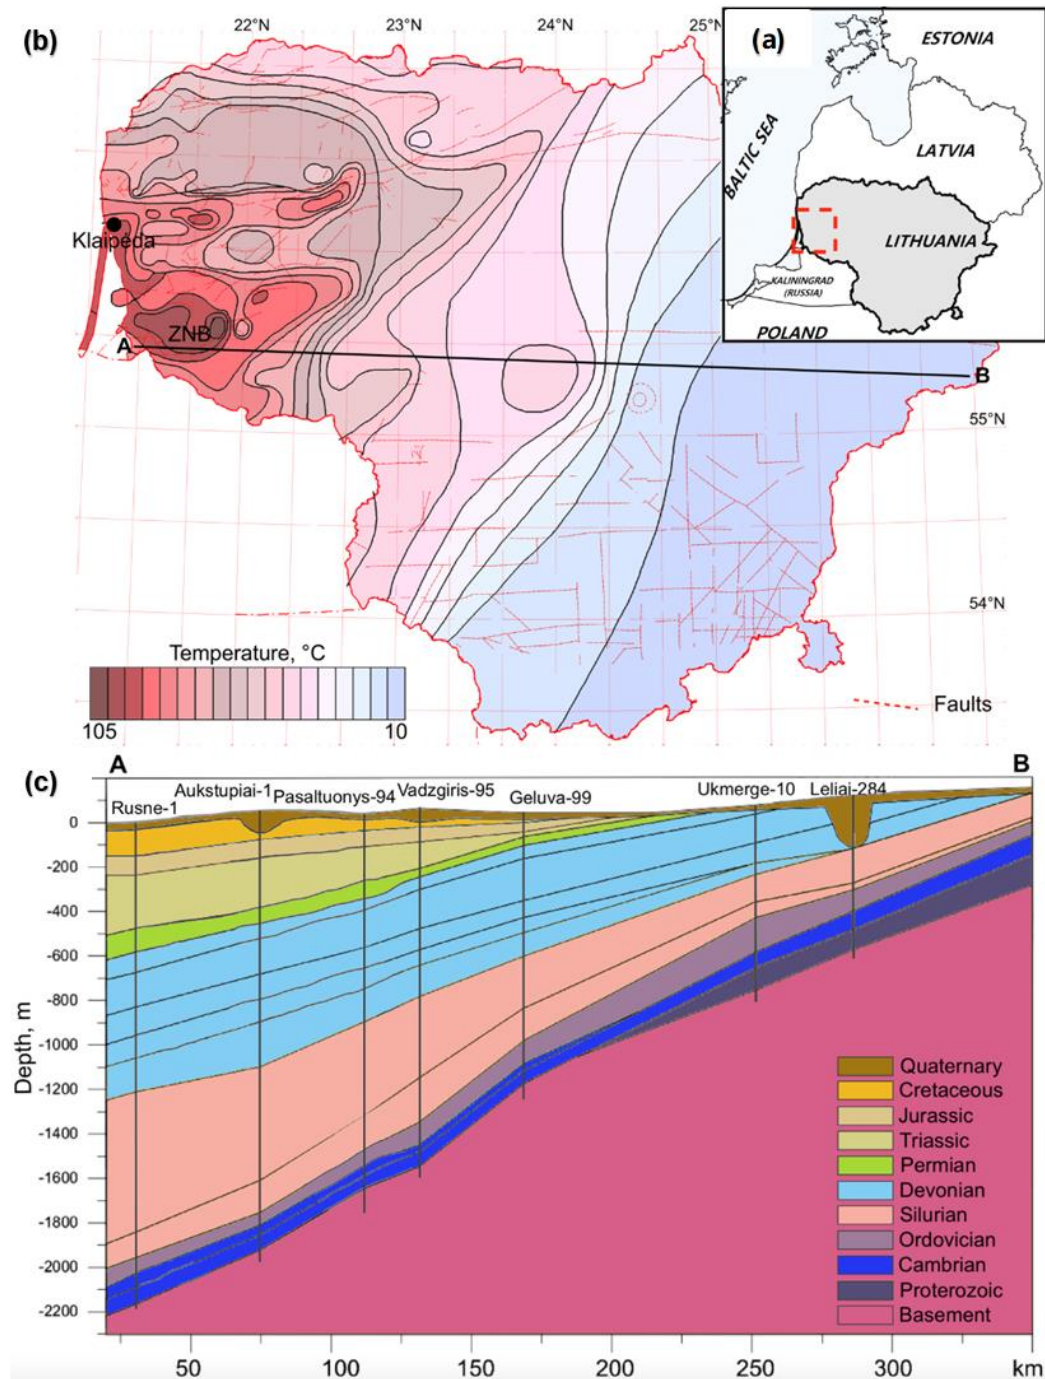 (b)
22°N
23°N
24°N
25°N
(a)
ESTONIA
BALTIC SEA
LATVIA
LITHUANIA
KALININGRAD
(RUSSIA)
POLAND
Klaipėda
ZNB
A
B
55°N
54°N
Temperature, °C
105
10
Faults
(c)
A
B
Rusne-1
Aukstupiai-1
Pasaltuonys-94
Vadzgiris-95
Geluva-99
Ukmerge-10
Leliai-284
Depth, m
0
-200
-400
-600
-800
-1000
-1200
-1400
-1600
-1800
-2000
-2200
Quaternary
Cretaceous
Jurassic
Triassic
Permian
Devonian
Silurian
Ordovician
Cambrian
Proterozoic
Basement
50
100
150
200
250
300
km